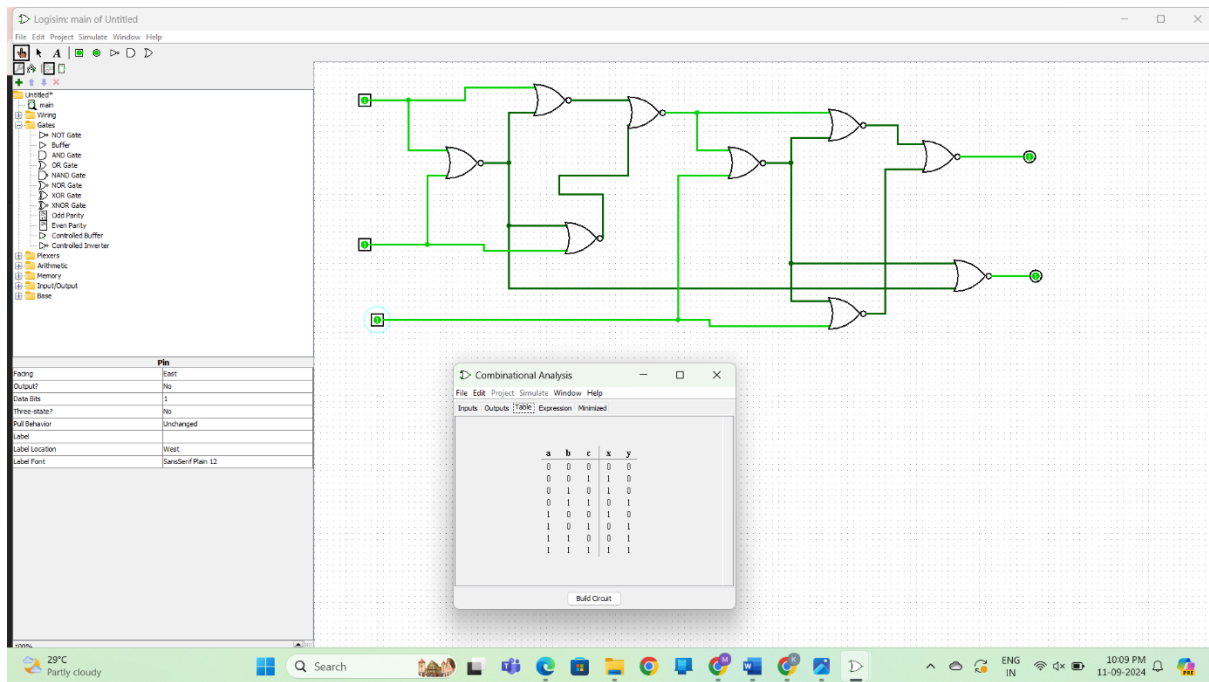 Logisim: main of Untitled
File Edit Project Simulate Window Help
A
Untitled*
main
Wiring
Gates
NOT Gate
Buffer
AND Gate
OR Gate
NAND Gate
NOR Gate
XOR Gate
XNOR Gate
Odd Parity
Even Parity
Controlled Buffer
Controlled Inverter
Plexers
Arithmetic
Memory
Input/Output
Base
Pin
Facing East
Output? No
Data Bits 1
Three-state? No
Pull Behavior Unchanged
Label
Label Location West
Label Font SansSerif Plain 12
100%
Combinational Analysis
File Edit Project Simulate Window Help
Inputs Outputs Table Expression Minimized
a b c x y
0 0 0 0 0
0 0 1 1 0
0 1 0 1 0
0 1 1 0 1
1 0 0 1 0
1 0 1 0 1
1 1 0 0 1
1 1 1 1 1
Build Circuit
29°C
Partly cloudy
Search
ENG
IN
10:09 PM
11-09-2024